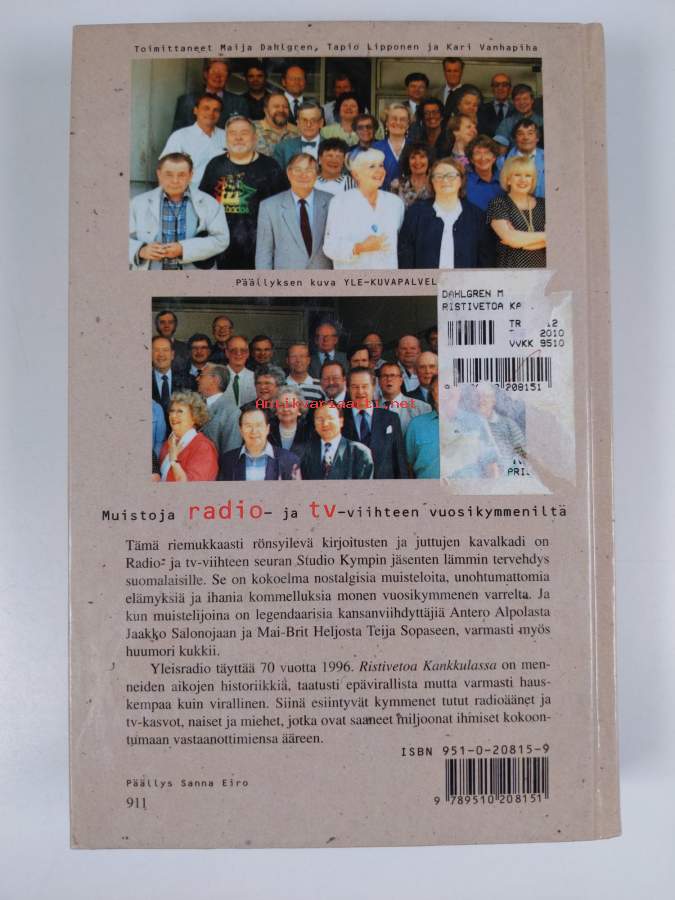 Toimittaneet Maija Dahlgren, Tapio Lipponen ja Kari Vanhapiha
Päällyksen kuva YLE-KUVAPALVEL
DAHLGREN M
RISTIVETOA KA
TR 12
2010
VVKK 9510
208151
Antikvariaatti.net
PRI
Muistoja radio- ja tv-viihteen vuosikymmeniltä
Tämä riemukkaasti rönsyilevä kirjoitusten ja juttujen kavalkadi on
Radio- ja tv-viihteen seuran Studio Kympin jäsenten lämmin tervehdys
suomalaisille. Se on kokoelma nostalgisia muisteloita, unohtumattomia
elämyksiä ja ihania kommelluksia monen vuosikymmenen varrelta. Ja
kun muistelijoina on legendaarisia kansanviihdyttäjiä Antero Alpolasta
Jaakko Salonojaan ja Mai-Brit Heljosta Teija Sopaseen, varmasti myös
huumori kukkii.
Yleisradio täyttää 70 vuotta 1996. Ristivetoa Kankkulassa on men-
neiden aikojen historiikkiä, taatusti epävirallista mutta varmasti haus-
kempaa kuin virallinen. Siinä esiintyvät kymmenet tutut radioäänet ja
tv-kasvot, naiset ja miehet, jotka ovat saaneet miljoonat ihmiset kokoon-
tumaan vastaanottimiensa ääreen.
ISBN 951-0-20815-9
Päällys Sanna Eiro
911
9 789510 208151